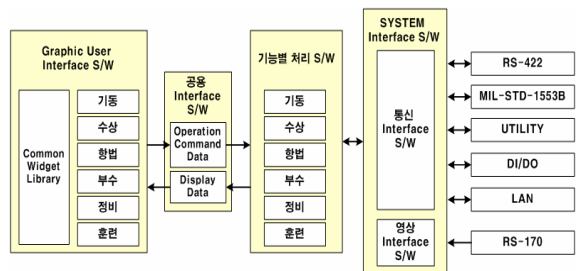 Graphic User
Interface S/W
Common
Widget
Library
기동
수상
항법
부수
정비
훈련
공용
Interface
S/W
Operation
Command
Data
Display
Data
기능별 처리 S/W
기동
수상
항법
부수
정비
훈련
SYSTEM
Interface S/W
통신
Interface
S/W
영상
Interface
S/W
RS-422
MIL-STD-1553B
UTILITY
DI/DO
LAN
RS-170